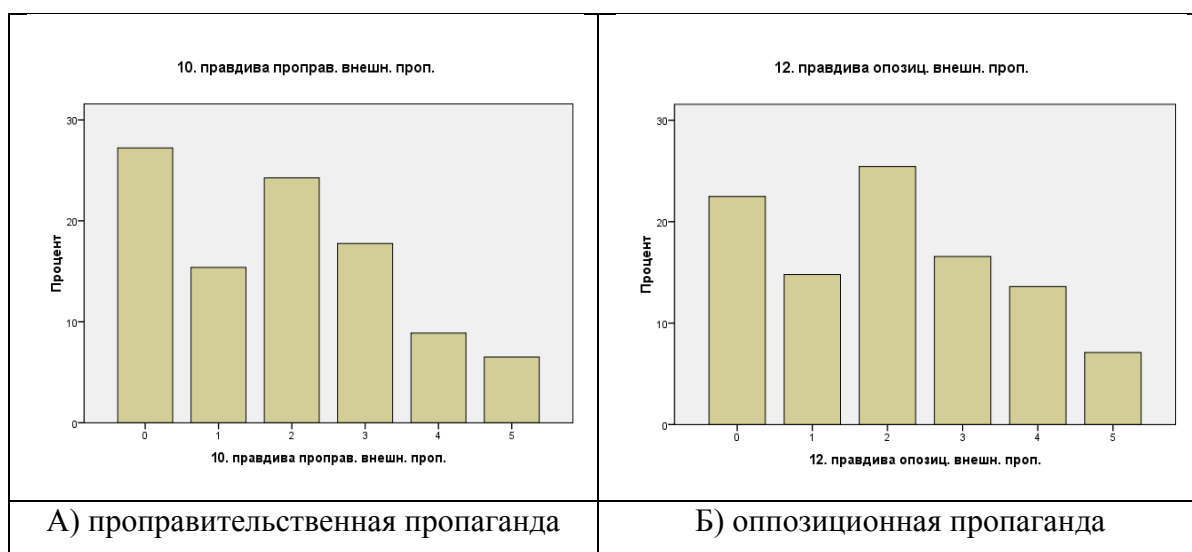 10. правдива проправ. внешн. проп.
30
20
10
0
Процент
0 1 2 3 4 5
10. правдива проправ. внешн. проп.
А) проправительственная пропаганда
12. правдива опозиц. внешн. проп.
30
20
10
0
Процент
0 1 2 3 4 5
12. правдива опозиц. внешн. проп.
Б) оппозиционная пропаганда